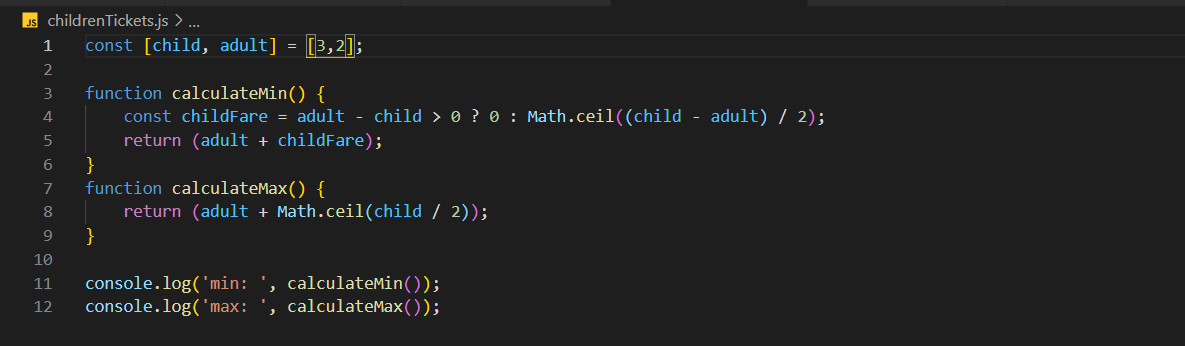 JS childrenTickets.js > ...
1 const [child, adult] = [3,2];
2
3 function calculateMin() {
4     const childFare = adult - child > 0 ? 0 : Math.ceil((child - adult) / 2);
5     return (adult + childFare);
6 }
7 function calculateMax() {
8     return (adult + Math.ceil(child / 2));
9 }
10
11 console.log('min: ', calculateMin());
12 console.log('max: ', calculateMax());